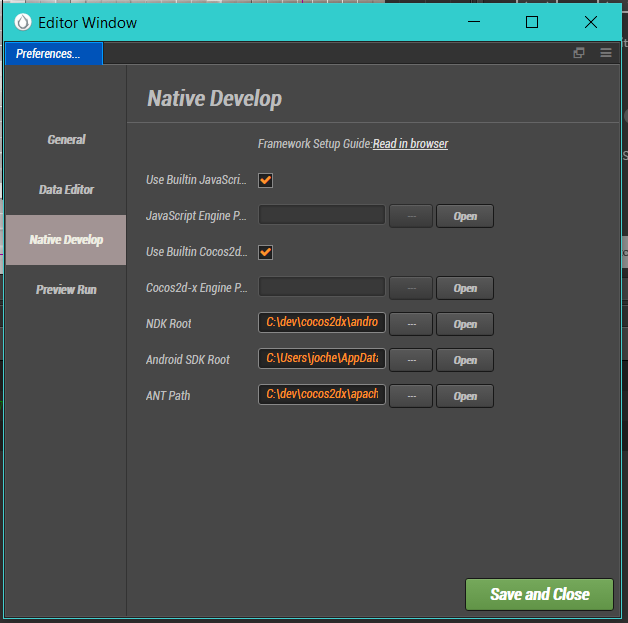 Editor Window
Preferences...
Native Develop
Framework Setup Guide:Read in browser
General
Use Builtin JavaScri...
Data Editor
JavaScript Engine P... --- Open
Native Develop
Use Builtin Cocos2d...
Preview Run
Cocos2d-x Engine P... --- Open
NDK Root C:\dev\cocos2dx\andro --- Open
Android SDK Root C:\Users\joche\AppData --- Open
ANT Path C:\dev\cocos2dx\apach --- Open
Save and Close